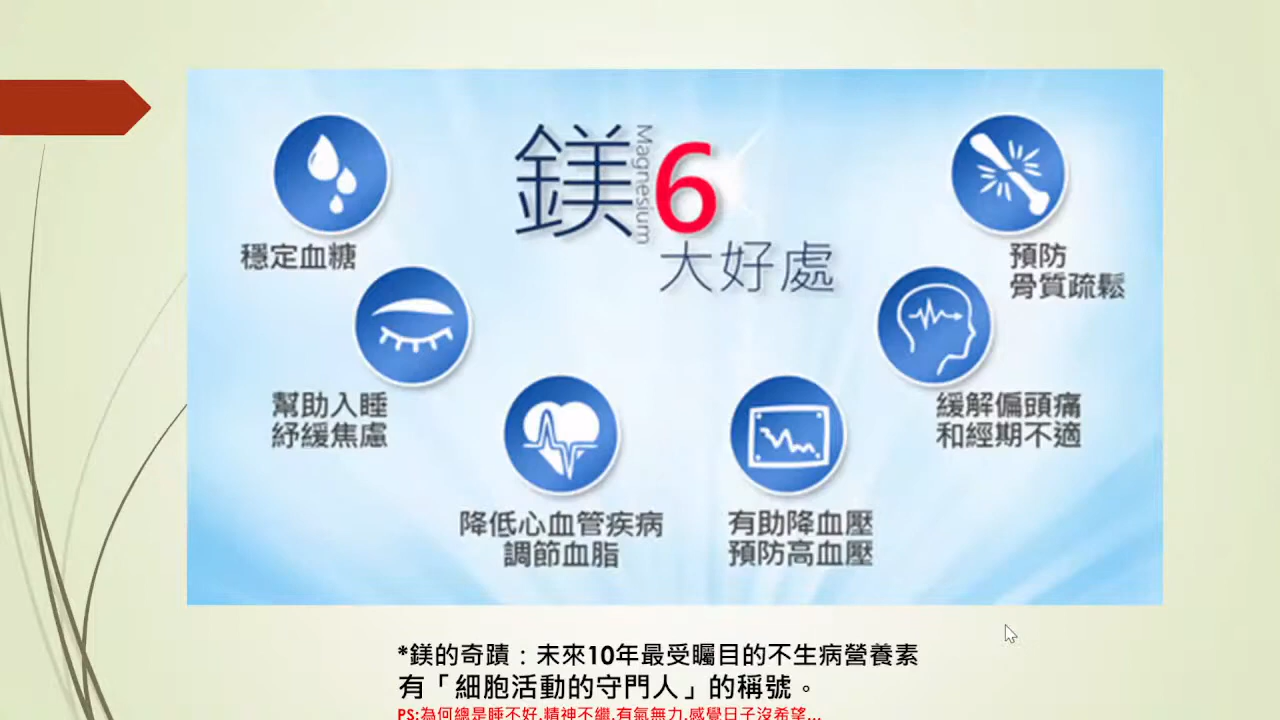 鎂
Magnesium
6
大好處
穩定血糖
幫助入睡
紓緩焦慮
降低心血管疾病
調節血脂
有助降血壓
預防高血壓
緩解偏頭痛
和經期不適
預防
骨質疏鬆
*鎂的奇蹟：未來10年最受矚目的不生病營養素
有「細胞活動的守門人」的稱號。
PS:為何總是睡不好,精神不繼,有氣無力,感覺日子沒希望...